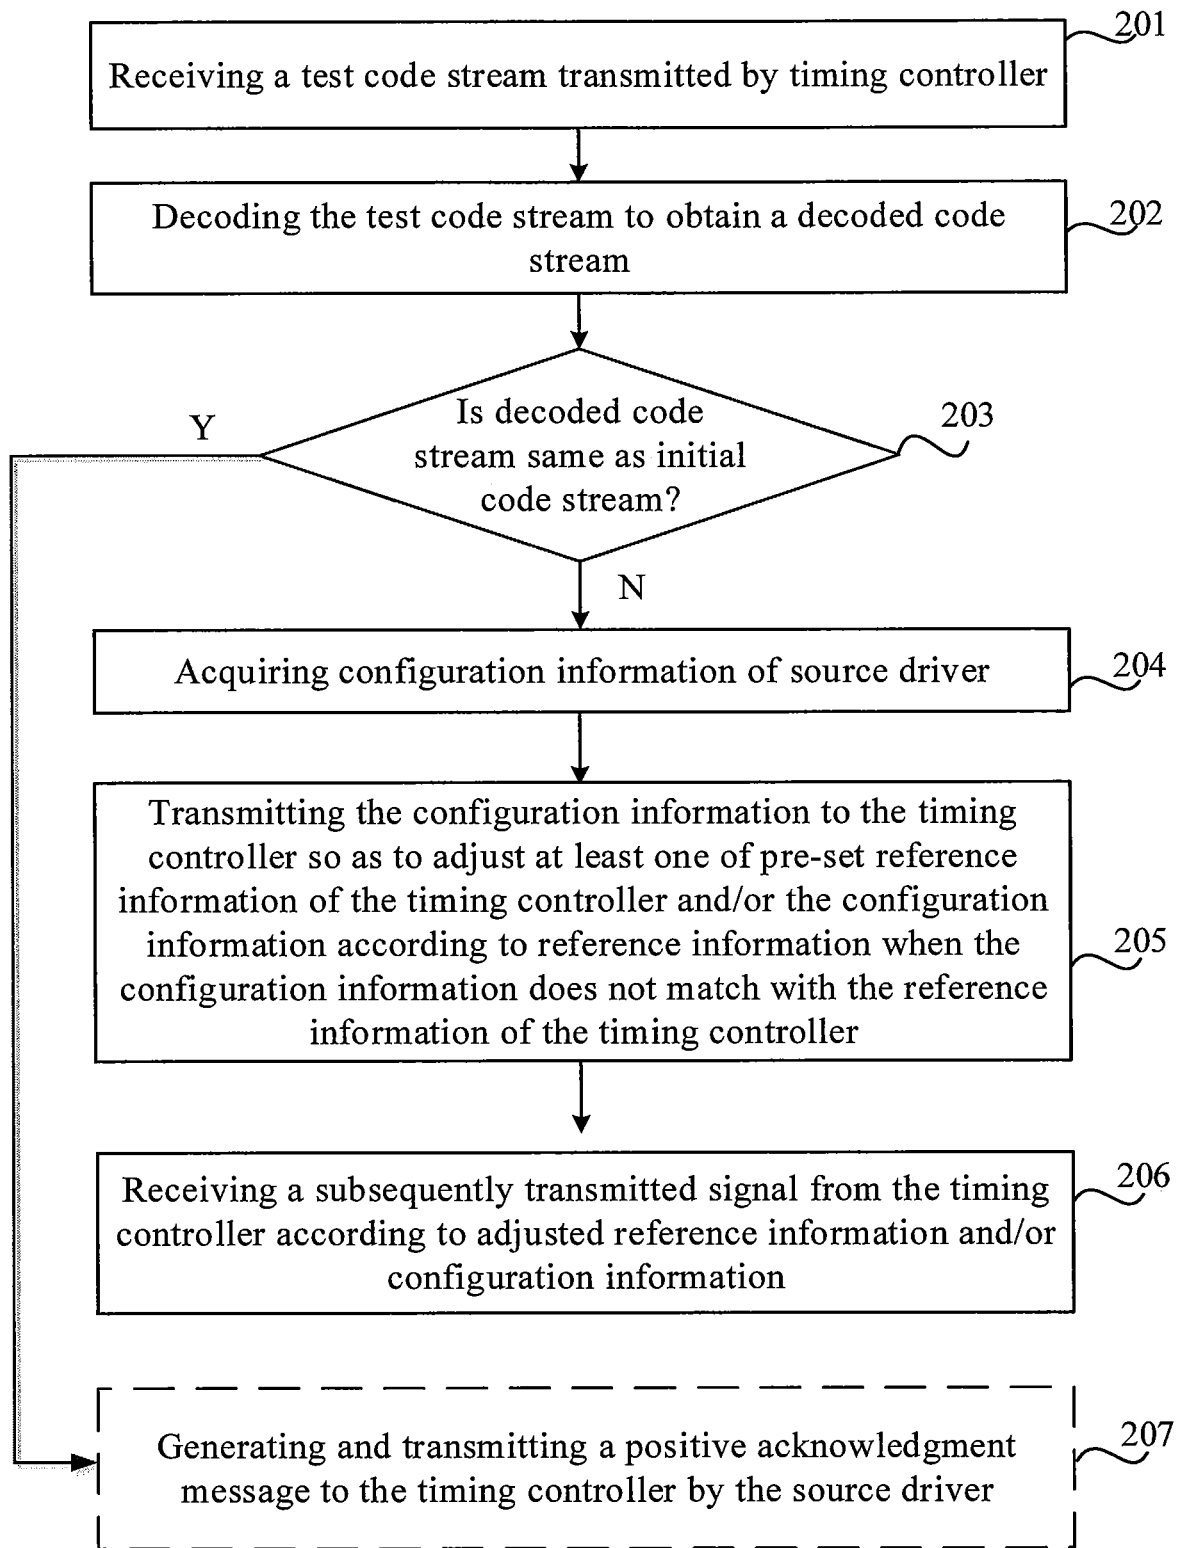 201
Receiving a test code stream transmitted by timing controller
202
Decoding the test code stream to obtain a decoded code
stream
203
Is decoded code
stream same as initial
code stream?
Y
N
204
Acquiring configuration information of source driver
Transmitting the configuration information to the timing
controller so as to adjust at least one of pre-set reference
information of the timing controller and/or the configuration
information according to reference information when the
configuration information does not match with the reference
information of the timing controller
205
Receiving a subsequently transmitted signal from the timing
controller according to adjusted reference information and/or
configuration information
206
Generating and transmitting a positive acknowledgment
message to the timing controller by the source driver
207